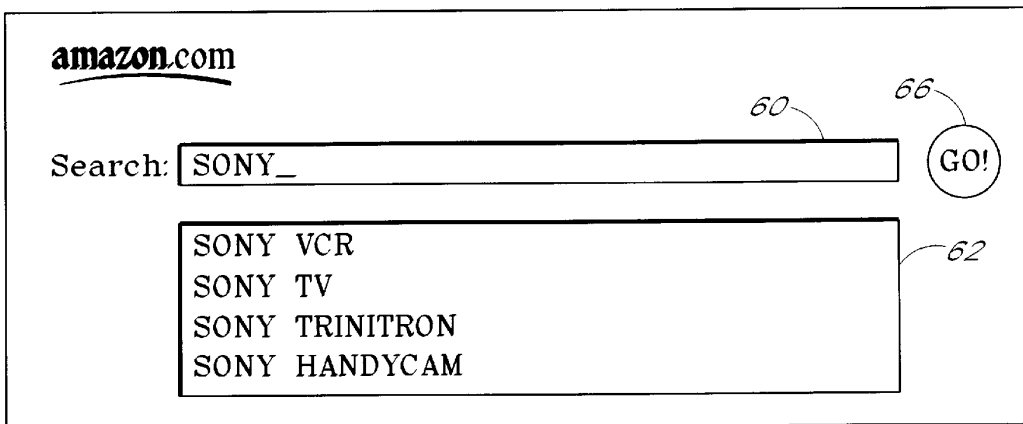 amazon.com
60
66
Search: SONY_ GO!
SONY VCR
62
SONY TV
SONY TRINITRON
SONY HANDYCAM